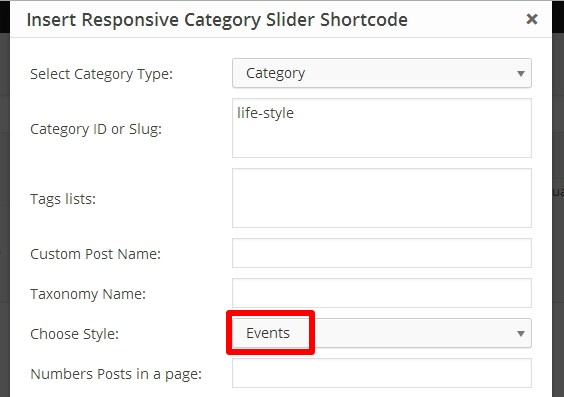 Insert Responsive Category Slider Shortcode
Select Category Type: Category
Category ID or Slug: life-style
Tags lists:
Custom Post Name:
Taxonomy Name:
Choose Style: Events
Numbers Posts in a page: